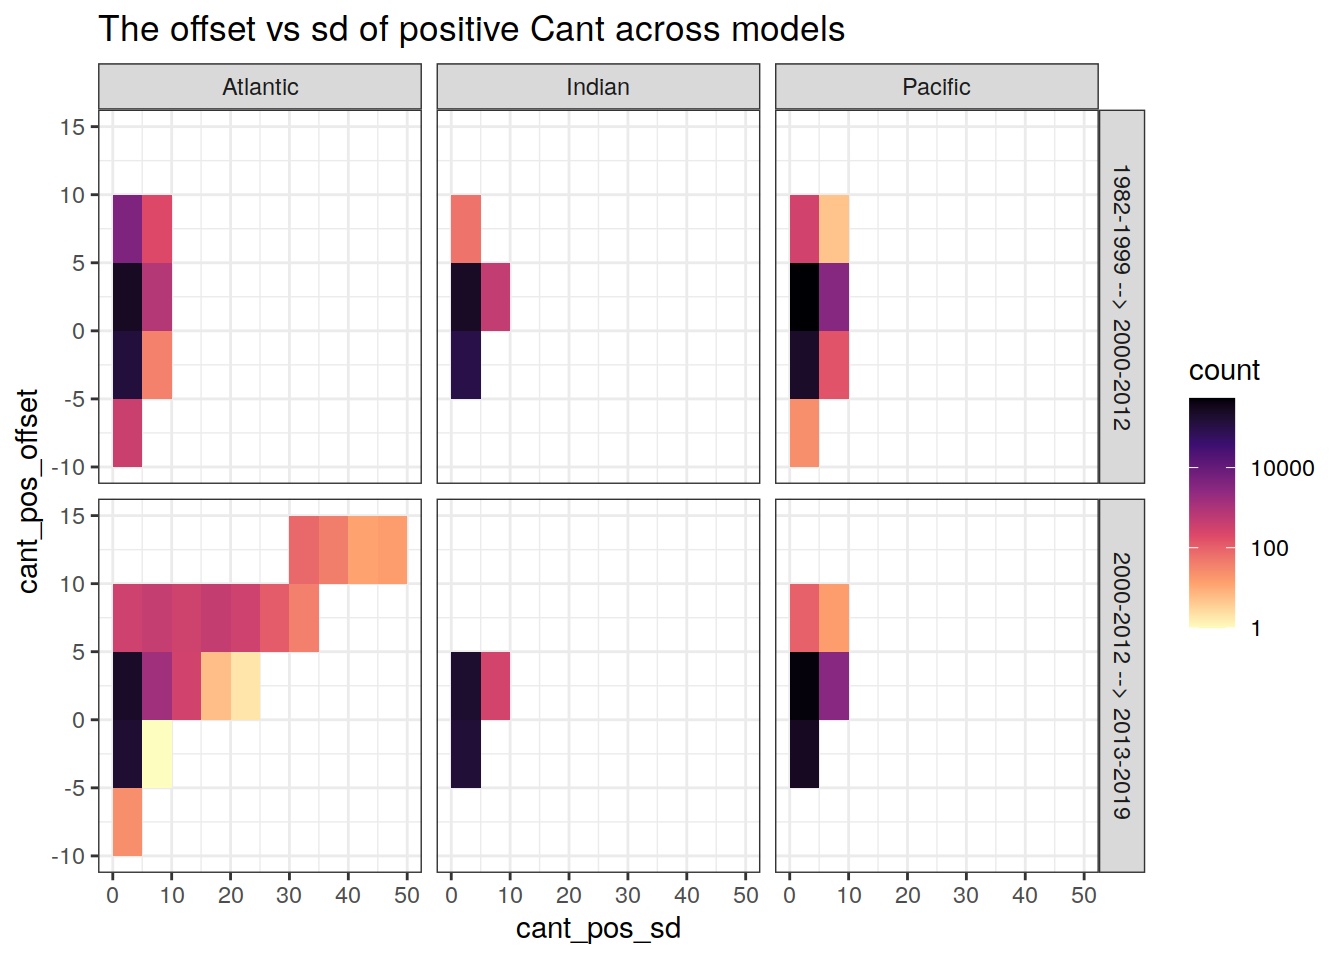 The offset vs sd of positive Cant across models
Atlantic
Indian
Pacific
15
10
5
0
-5
-10
1982-1999 --> 2000-2012
15
10
5
0
-5
-10
2000-2012 --> 2013-2019
0 10 20 30 40 50
0 10 20 30 40 50
0 10 20 30 40 50
cant_pos_sd
cant_pos_offset
count
10000
100
1